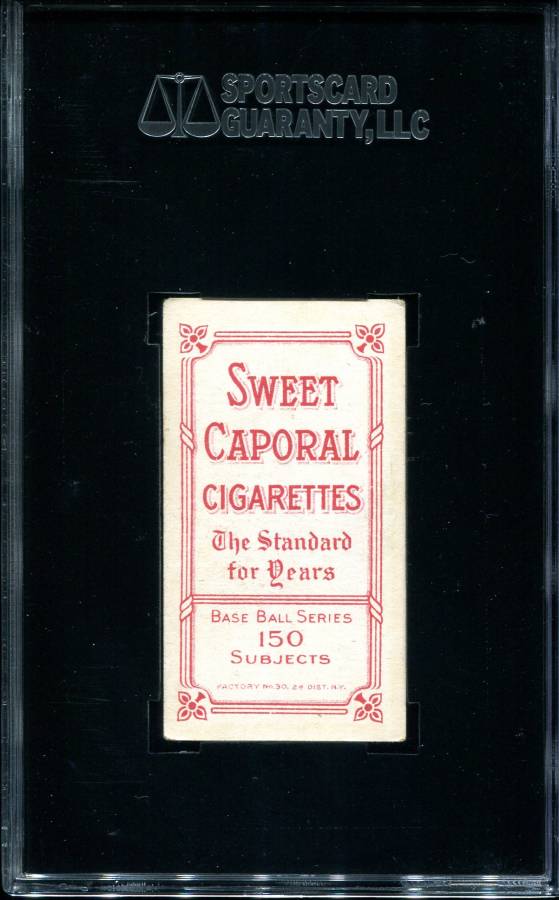 SPORTSCARD
GUARANTY, LLC
SWEET
CAPORAL
CIGARETTES
The Standard
for Years
BASE BALL SERIES
150
SUBJECTS
FACTORY No. 30, 2d DIST. N.Y.